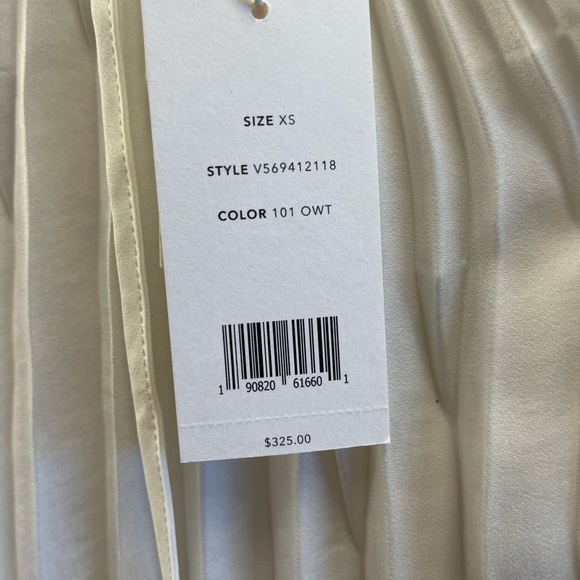 SIZE XS
STYLE V569412118
COLOR 101 OWT
1 90820 61660 1
$325.00